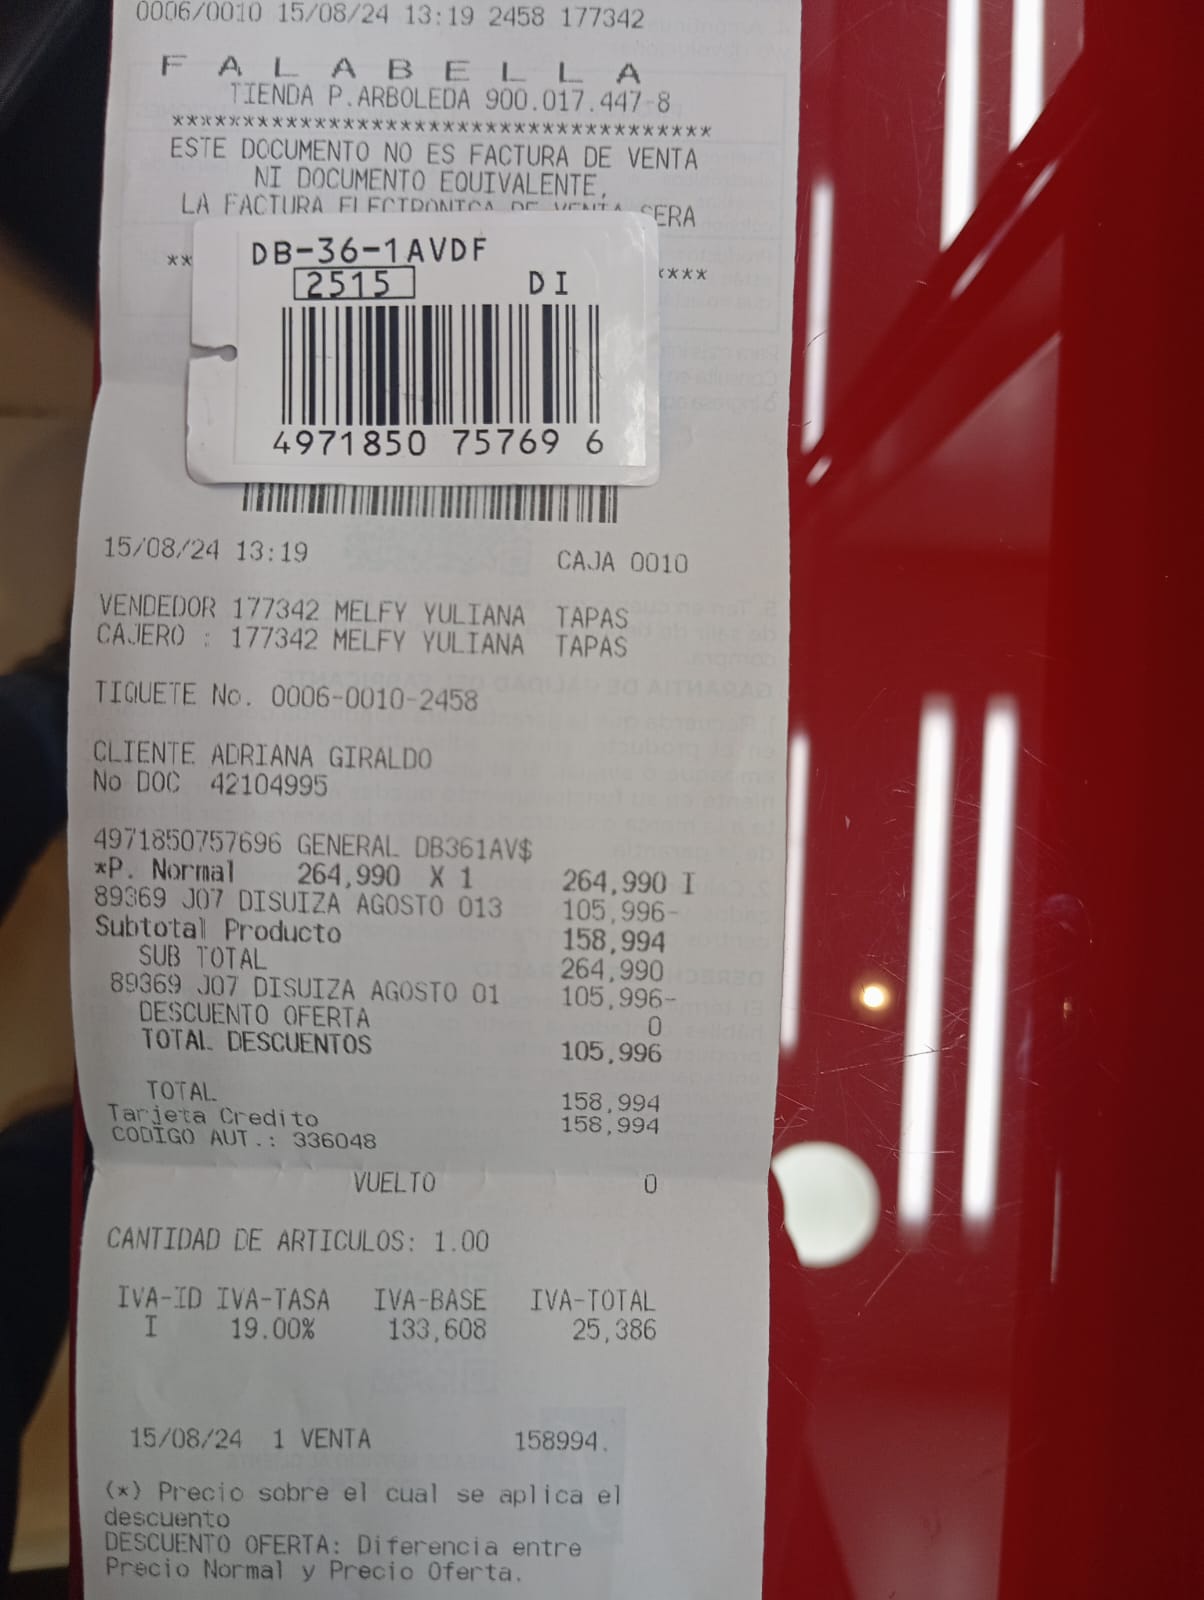 0006/0010 15/08/24 13:19 2458 177342
F A L A B E L L A
TIENDA P.ARBOLEDA 900.017.447-8
**************************************
ESTE DOCUMENTO NO ES FACTURA DE VENTA
NI DOCUMENTO EQUIVALENTE,
LA FACTURA ELECTRONICA DE VENTA SERA
** ****
DB-36-1AVDF
2515 DI
4971850 75769 6
15/08/24 13:19 CAJA 0010
VENDEDOR 177342 MELFY YULIANA TAPAS
CAJERO : 177342 MELFY YULIANA TAPAS
TIQUETE No. 0006-0010-2458
CLIENTE ADRIANA GIRALDO
No DOC 42104995
4971850757696 GENERAL DB361AV$
*P. Normal 264,990 X 1 264,990 I
89369 J07 DISUIZA AGOSTO 013 105,996-
Subtotal Producto 158,994
SUB TOTAL 264,990
89369 J07 DISUIZA AGOSTO 01 105,996-
DESCUENTO OFERTA 0
TOTAL DESCUENTOS 105,996
TOTAL 158,994
Tarjeta Credito 158,994
CODIGO AUT.: 336048
VUELTO 0
CANTIDAD DE ARTICULOS: 1.00
IVA-ID IVA-TASA IVA-BASE IVA-TOTAL
I 19.00% 133,608 25,386
15/08/24 1 VENTA 158994.
(*) Precio sobre el cual se aplica el
descuento
DESCUENTO OFERTA: Diferencia entre
Precio Normal y Precio Oferta.